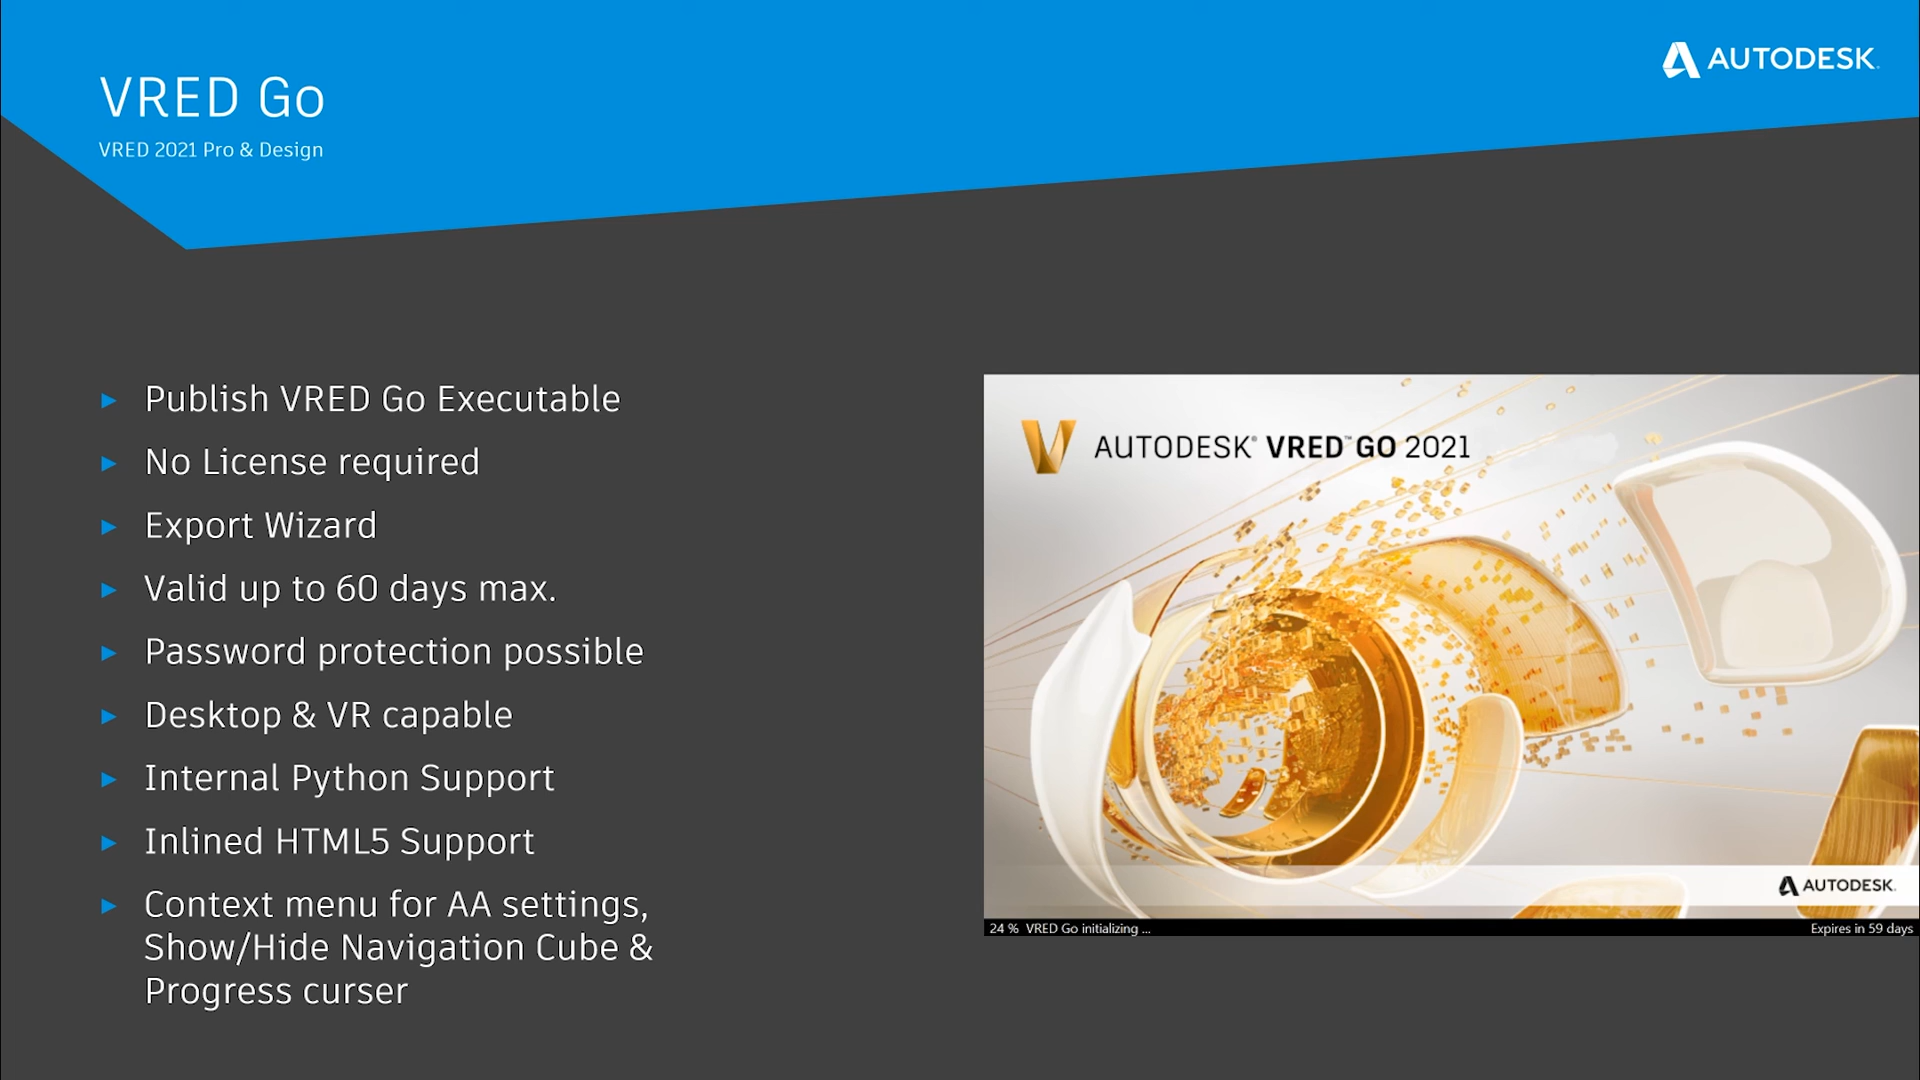 AUTODESK
VRED Go
VRED 2021 Pro & Design
Publish VRED Go Executable
No License required
Export Wizard
Valid up to 60 days max.
Password protection possible
Desktop & VR capable
Internal Python Support
Inlined HTML5 Support
Context menu for AA settings,
Show/Hide Navigation Cube &
Progress curser
AUTODESK® VRED™ GO 2021
AUTODESK.
24 % VRED Go initializing ...
Expires in 59 days